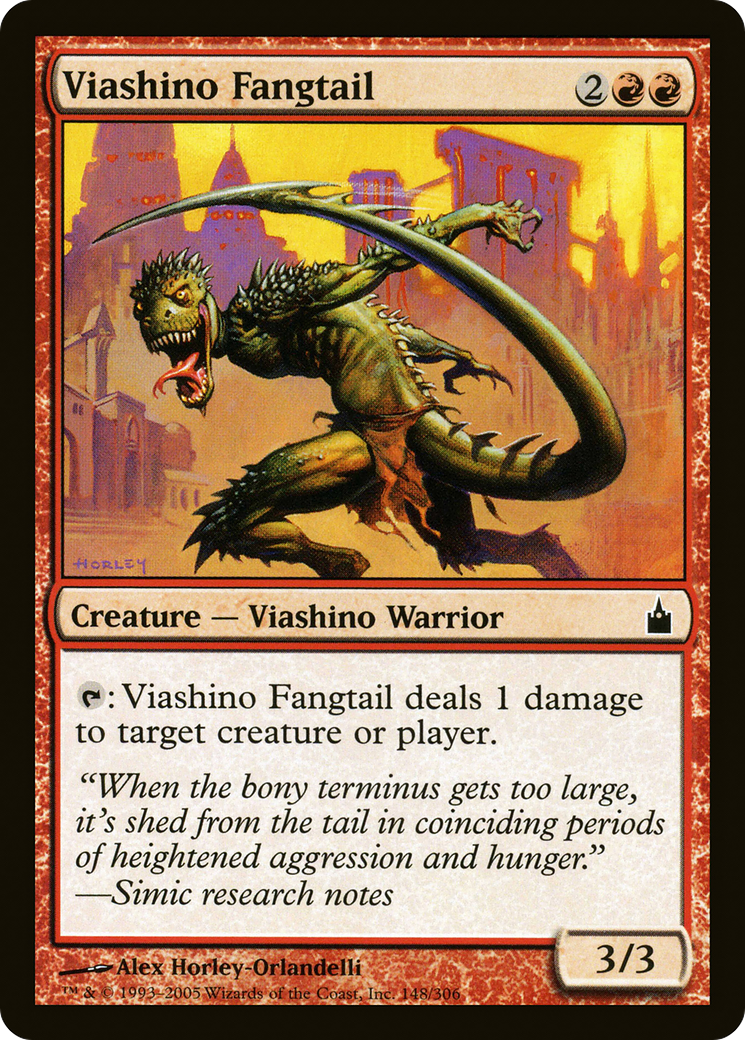 Viashino Fangtail
2
HORLEY
Creature — Viashino Warrior
: Viashino Fangtail deals 1 damage
to target creature or player.
“When the bony terminus gets too large,
it’s shed from the tail in coinciding periods
of heightened aggression and hunger.”
—Simic research notes
3/3
Alex Horley-Orlandelli
™ & © 1993–2005 Wizards of the Coast, Inc. 148/306